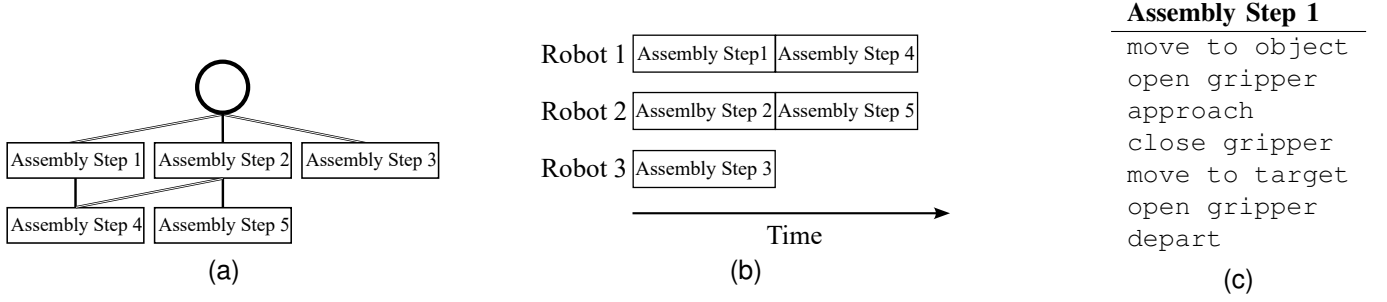 Assembly Step 1
Assembly Step 2
Assembly Step 3
Assembly Step 4
Assembly Step 5
(a)
Robot 1
Assembly Step1
Assembly Step 4
Robot 2
Assemlby Step 2
Assembly Step 5
Robot 3
Assembly Step 3
Time
(b)
Assembly Step 1
move to object
open gripper
approach
close gripper
move to target
open gripper
depart
(c)